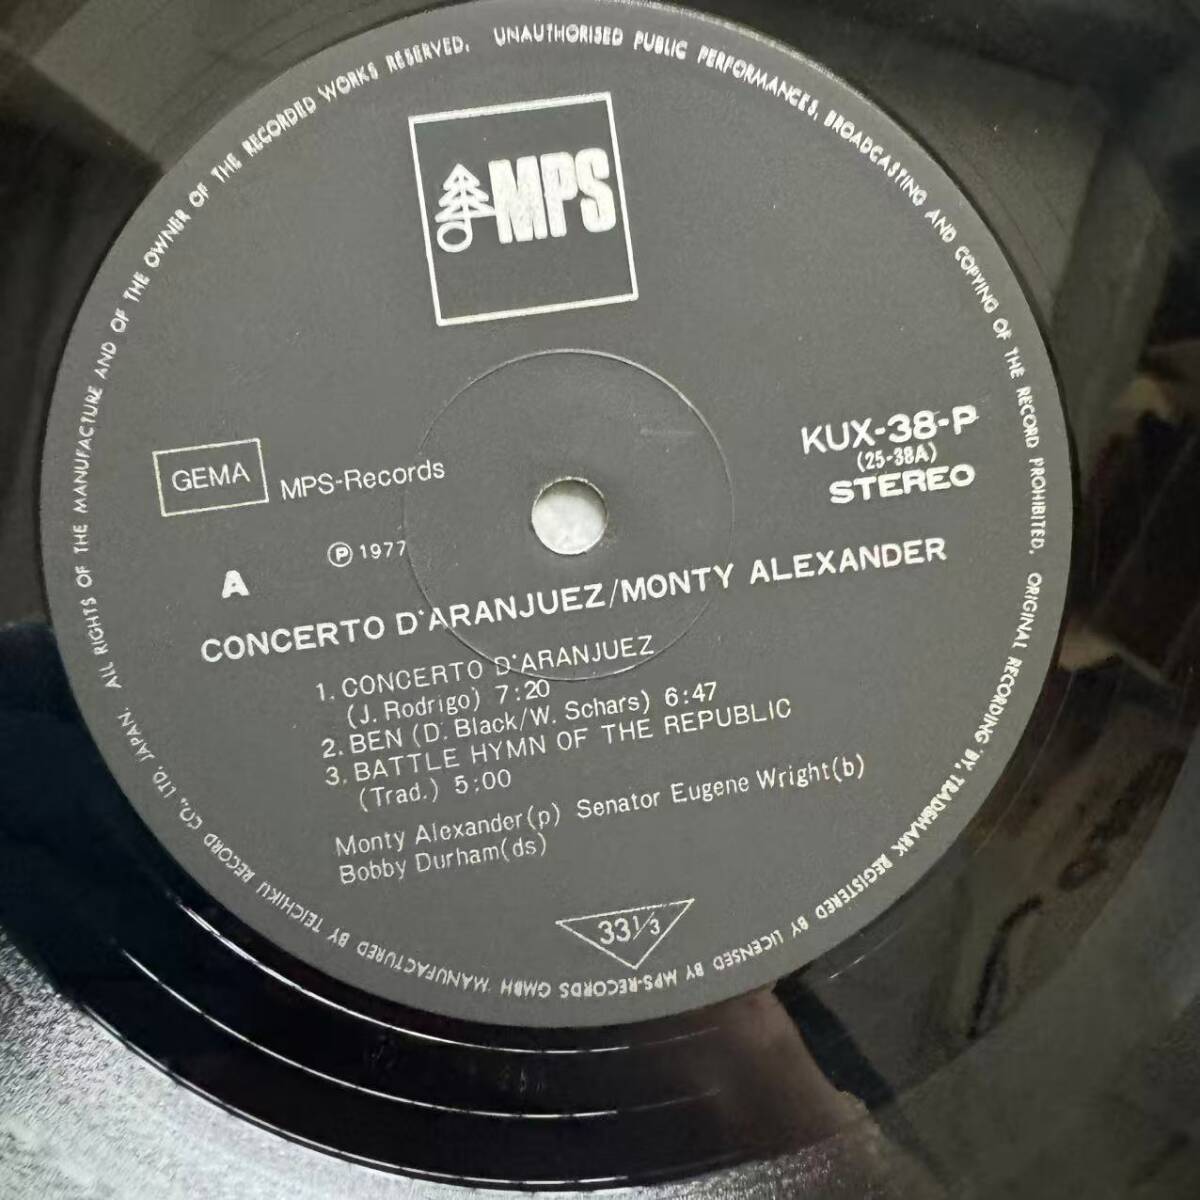 ALL RIGHTS OF THE MANUFACTURE AND OF THE OWNER OF THE RECORDED WORKS RESERVED. UNAUTHORISED PUBLIC PERFORMANCES, BROADCASTING AND COPYING OF THE RECORD PROHIBITED. ORIGINAL RECORDING BY, TRADEMARK REGISTERED BY LICENSED BY MPS-RECORDS GMBH MANUFACTURED BY TEICHIKU RECORD CO., LTD. JAPAN.
MPS
KUX-38-P
(25-38A)
STEREO
GEMA MPS-Records
Ⓟ 1977
A
CONCERTO D'ARANJUEZ/MONTY ALEXANDER
1. CONCERTO D'ARANJUEZ
(J. Rodrigo) 7:20
2. BEN (D. Black/W. Schars) 6:47
3. BATTLE HYMN OF THE REPUBLIC
(Trad.) 5:00
Monty Alexander(p) Senator Eugene Wright(b)
Bobby Durham(ds)
33 1/3